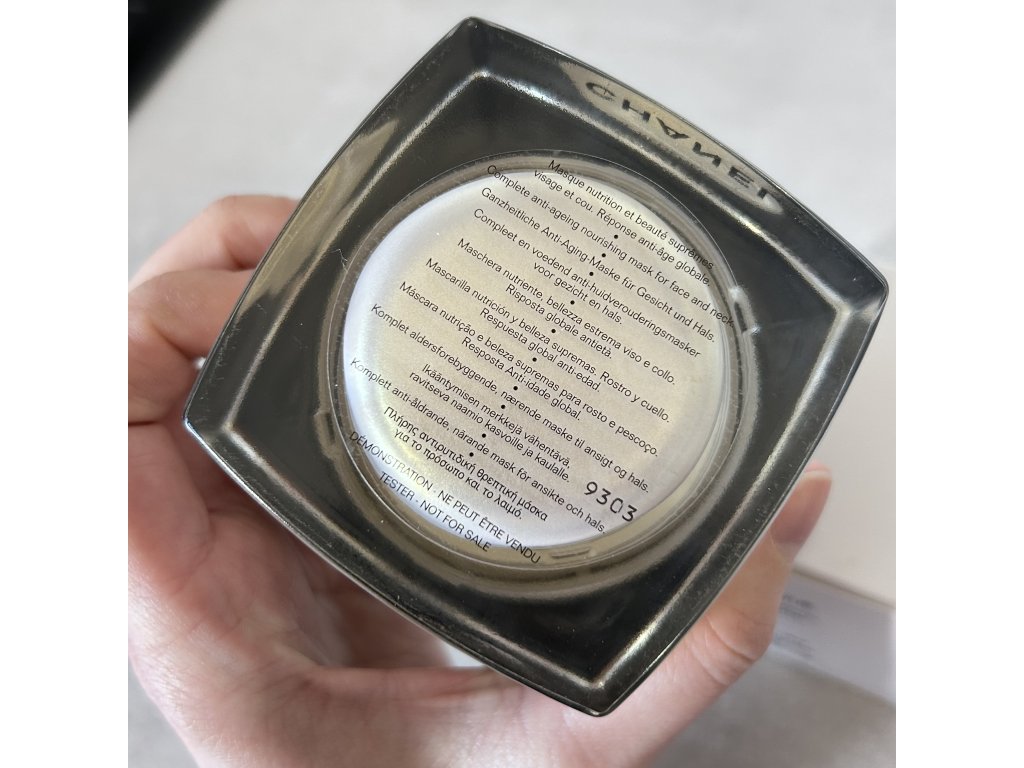 CHANEL
Masque nutrition et beauté suprêmes
visage et cou. Réponse anti-âge globale.
•
Complete anti-ageing nourishing mask for face and neck.
•
Ganzheitliche Anti-Aging-Maske für Gesicht und Hals.
•
Compleet en voedend anti-huidverouderingsmasker
voor gezicht en hals.
•
Maschera nutriente, bellezza estrema viso e collo.
Risposta globale antietà.
•
Mascarilla nutrición y belleza supremas. Rostro y cuello.
Respuesta global anti-edad.
•
Máscara nutrição e beleza supremas para rosto e pescoço.
Resposta Anti-idade global.
•
Komplet aldersforebyggende, nærende maske til ansigt og hals.
•
Ikääntymisen merkkejä vähentävä,
ravitseva naamio kasvoille ja kaulalle.
•
Komplett anti-åldrande, närande mask för ansikte och hals
•
Πλήρης αντιρυτιδική θρεπτική μάσκα
για το πρόσωπο και το λαιμό.
DÉMONSTRATION - NE PEUT ÊTRE VENDU
TESTER - NOT FOR SALE
9303